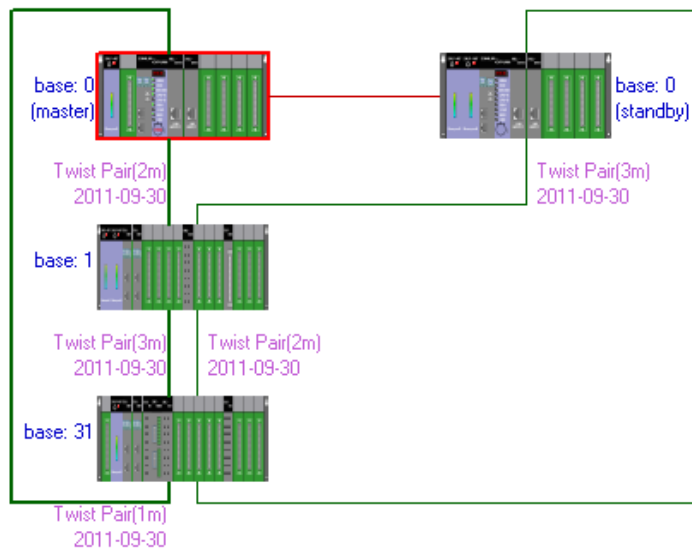 base: 0
(master)
base: 0
(standby)
Twist Pair(2m)
2011-09-30
Twist Pair(3m)
2011-09-30
base: 1
Twist Pair(3m)
2011-09-30
Twist Pair(2m)
2011-09-30
base: 31
Twist Pair(1m)
2011-09-30